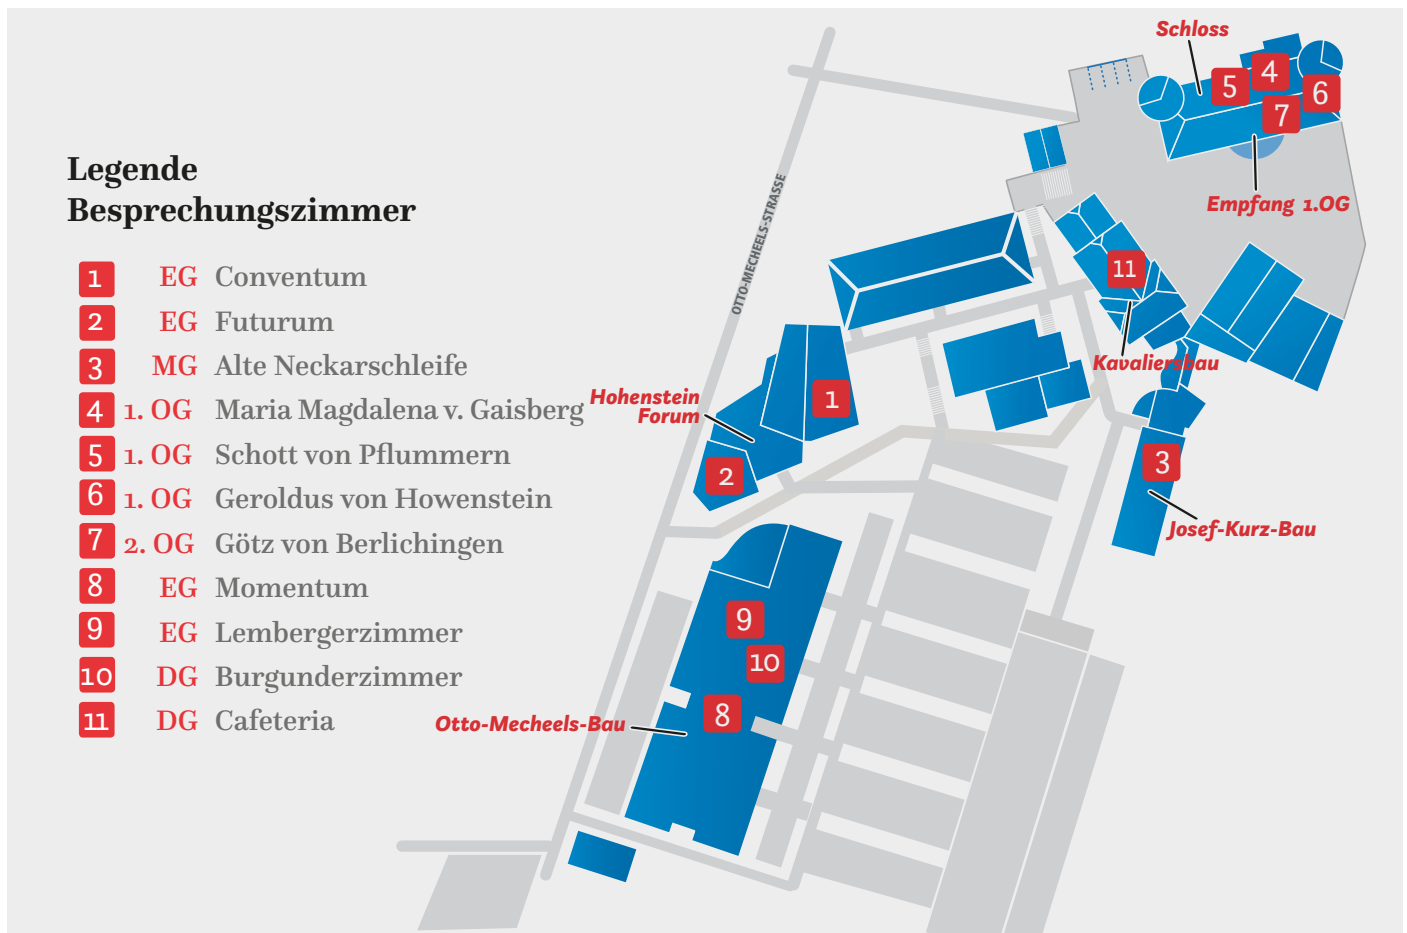 Legende
Besprechungszimmer
1 EG Conventum
2 EG Futurum
3 MG Alte Neckarschleife
4 1. OG Maria Magdalena v. Gaisberg
5 1. OG Schott von Pflummern
6 1. OG Geroldus von Howenstein
7 2. OG Götz von Berlichingen
8 EG Momentum
9 EG Lembergerzimmer
10 DG Burgunderzimmer
11 DG Cafeteria
Schloss
5
4
6
7
Empfang 1.OG
OTTO-MECHEELS-STRASSE
11
Kavaliersbau
Hohenstein
Forum
1
2
3
Josef-Kurz-Bau
9
10
8
Otto-Mecheels-Bau